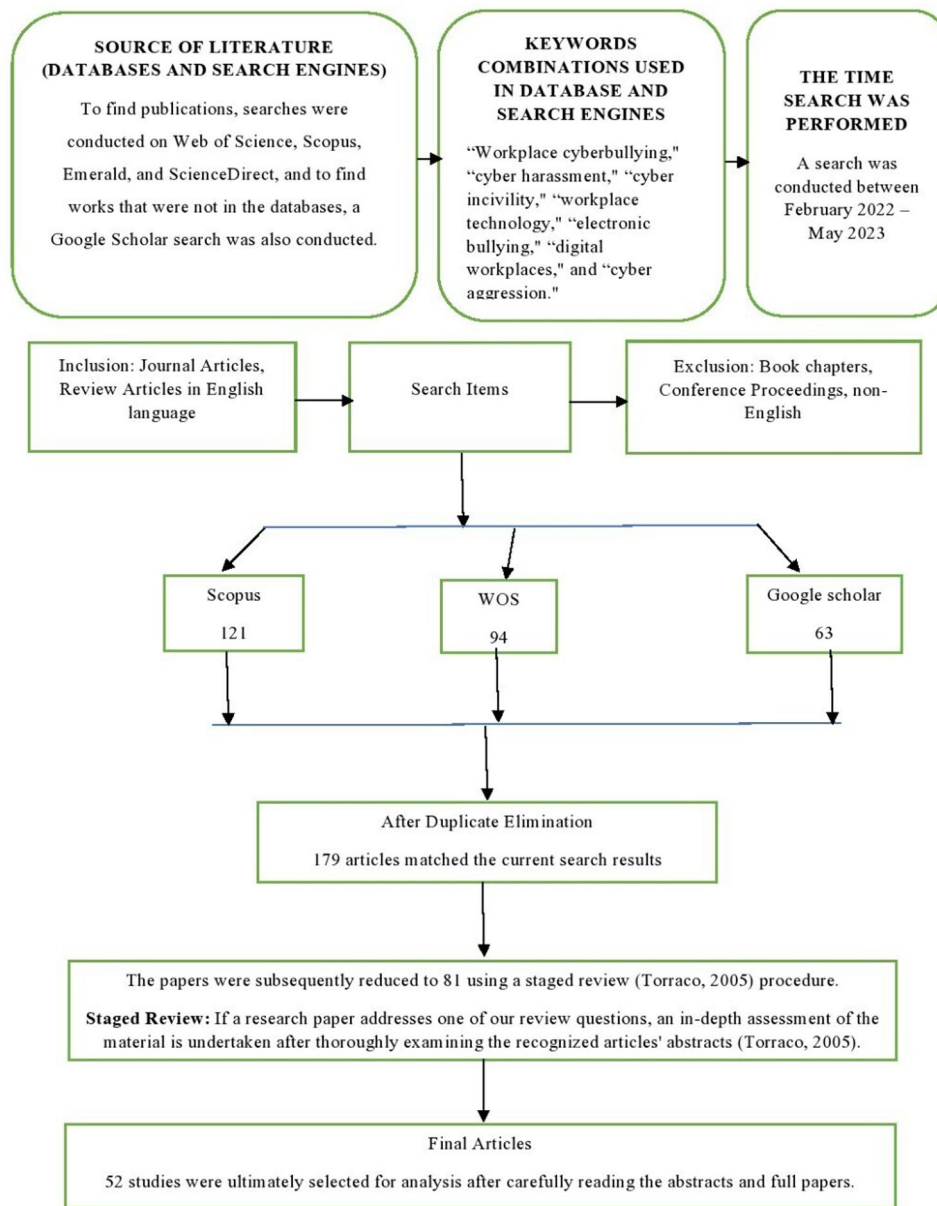 SOURCE OF LITERATURE
(DATABASES AND SEARCH ENGINES)
To find publications, searches were
conducted on Web of Science, Scopus,
Emerald, and ScienceDirect, and to find
works that were not in the databases, a
Google Scholar search was also conducted.
KEYWORDS
COMBINATIONS USED
IN DATABASE AND
SEARCH ENGINES
“Workplace cyberbullying,"
“cyber harassment,” “cyber
incivility,” “workplace
technology,” “electronic
bullying,” “digital
workplaces,” and “cyber
aggression."
THE TIME
SEARCH WAS
PERFORMED
A search was
conducted between
February 2022 –
May 2023
Inclusion: Journal Articles,
Review Articles in English
language
Search Items
Exclusion: Book chapters,
Conference Proceedings, non-
English
Scopus
121
WOS
94
Google scholar
63
After Duplicate Elimination
179 articles matched the current search results
The papers were subsequently reduced to 81 using a staged review (Torraco, 2005) procedure.
Staged Review: If a research paper addresses one of our review questions, an in-depth assessment of the
material is undertaken after thoroughly examining the recognized articles' abstracts (Torraco, 2005).
Final Articles
52 studies were ultimately selected for analysis after carefully reading the abstracts and full papers.